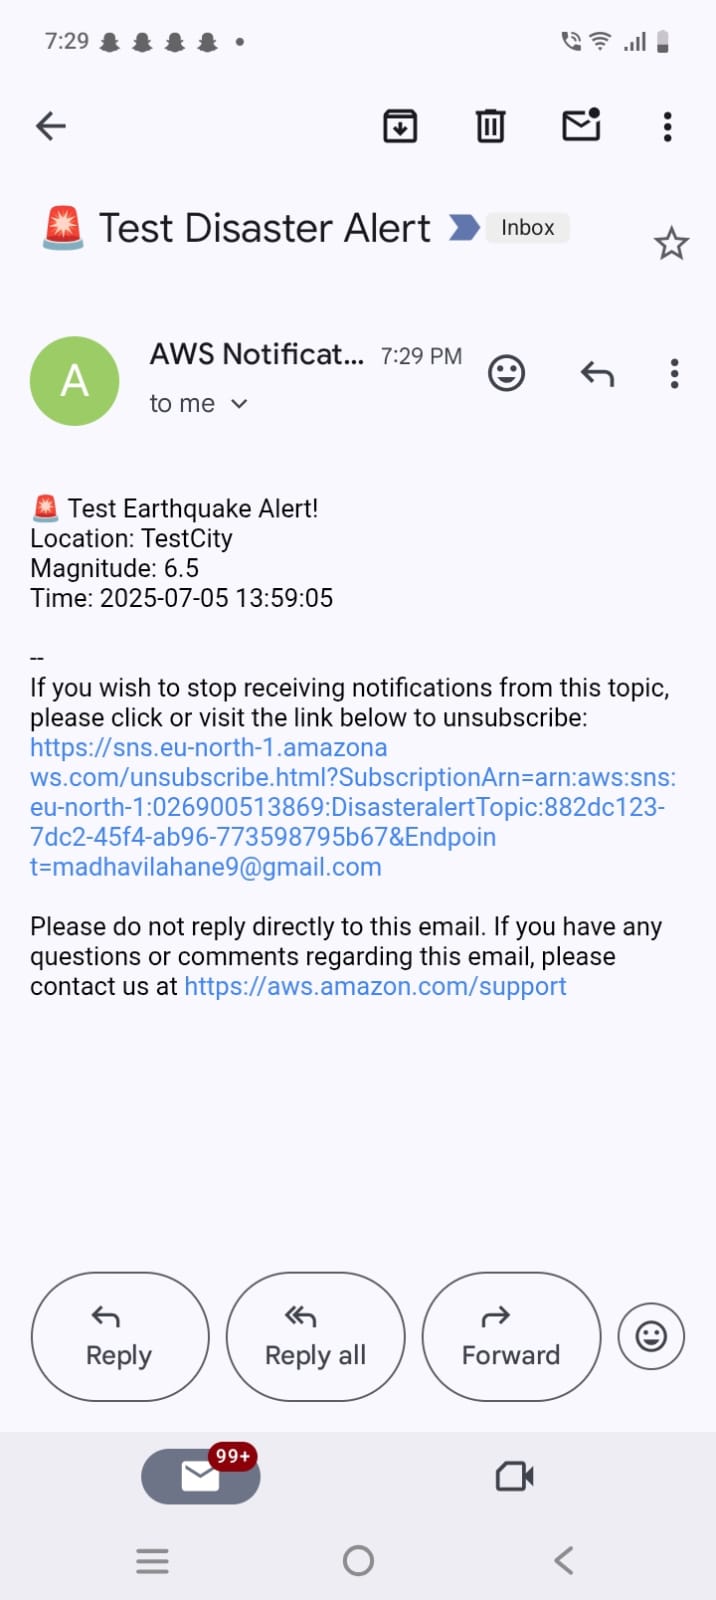 7:29
🚨 Test Disaster Alert Inbox
A
AWS Notificat... 7:29 PM
to me
🚨 Test Earthquake Alert!
Location: TestCity
Magnitude: 6.5
Time: 2025-07-05 13:59:05
--
If you wish to stop receiving notifications from this topic,
please click or visit the link below to unsubscribe:
https://sns.eu-north-1.amazona
ws.com/unsubscribe.html?SubscriptionArn=arn:aws:sns:
eu-north-1:026900513869:DisasteralertTopic:882dc123-
7dc2-45f4-ab96-773598795b67&Endpoin
t=madhavilahane9@gmail.com
Please do not reply directly to this email. If you have any
questions or comments regarding this email, please
contact us at https://aws.amazon.com/support
Reply Reply all Forward
99+